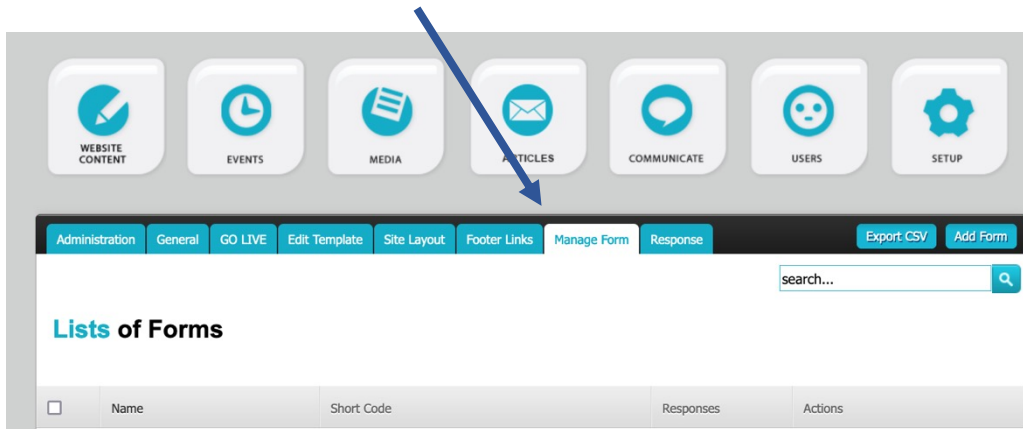 WEBSITE
CONTENT
EVENTS
MEDIA
ARTICLES
COMMUNICATE
USERS
SETUP
Administration General GO LIVE Edit Template Site Layout Footer Links Manage Form Response Export CSV Add Form
search...
Lists of Forms
Name Short Code Responses Actions